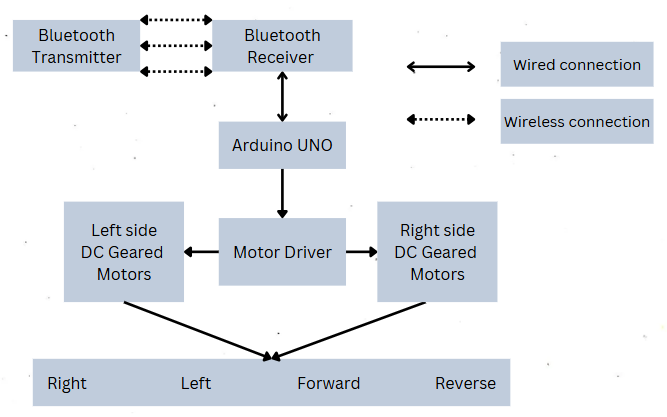 Bluetooth
Transmitter
Bluetooth
Receiver
Wired connection
Wireless connection
Arduino UNO
Left side
DC Geared
Motors
Motor Driver
Right side
DC Geared
Motors
Right Left Forward Reverse